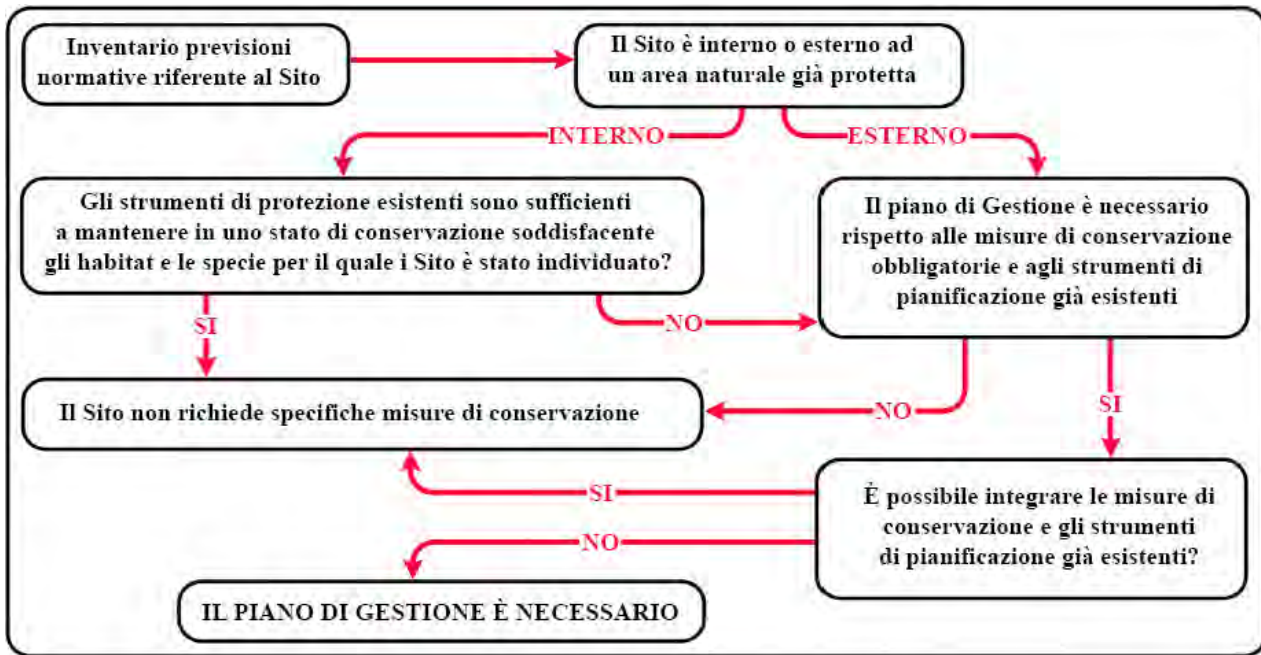 Inventario previsioni
normative riferente al Sito
Il Sito è interno o esterno ad
un area naturale già protetta
INTERNO
ESTERNO
Gli strumenti di protezione esistenti sono sufficienti
a mantenere in uno stato di conservazione soddisfacente
gli habitat e le specie per il quale i Sito è stato individuato?
Il piano di Gestione è necessario
rispetto alle misure di conservazione
obbligatorie e agli strumenti di
pianificazione già esistenti
SI
NO
Il Sito non richiede specifiche misure di conservazione
NO
SI
SI
È possibile integrare le misure di
conservazione e gli strumenti
di pianificazione già esistenti?
NO
IL PIANO DI GESTIONE È NECESSARIO